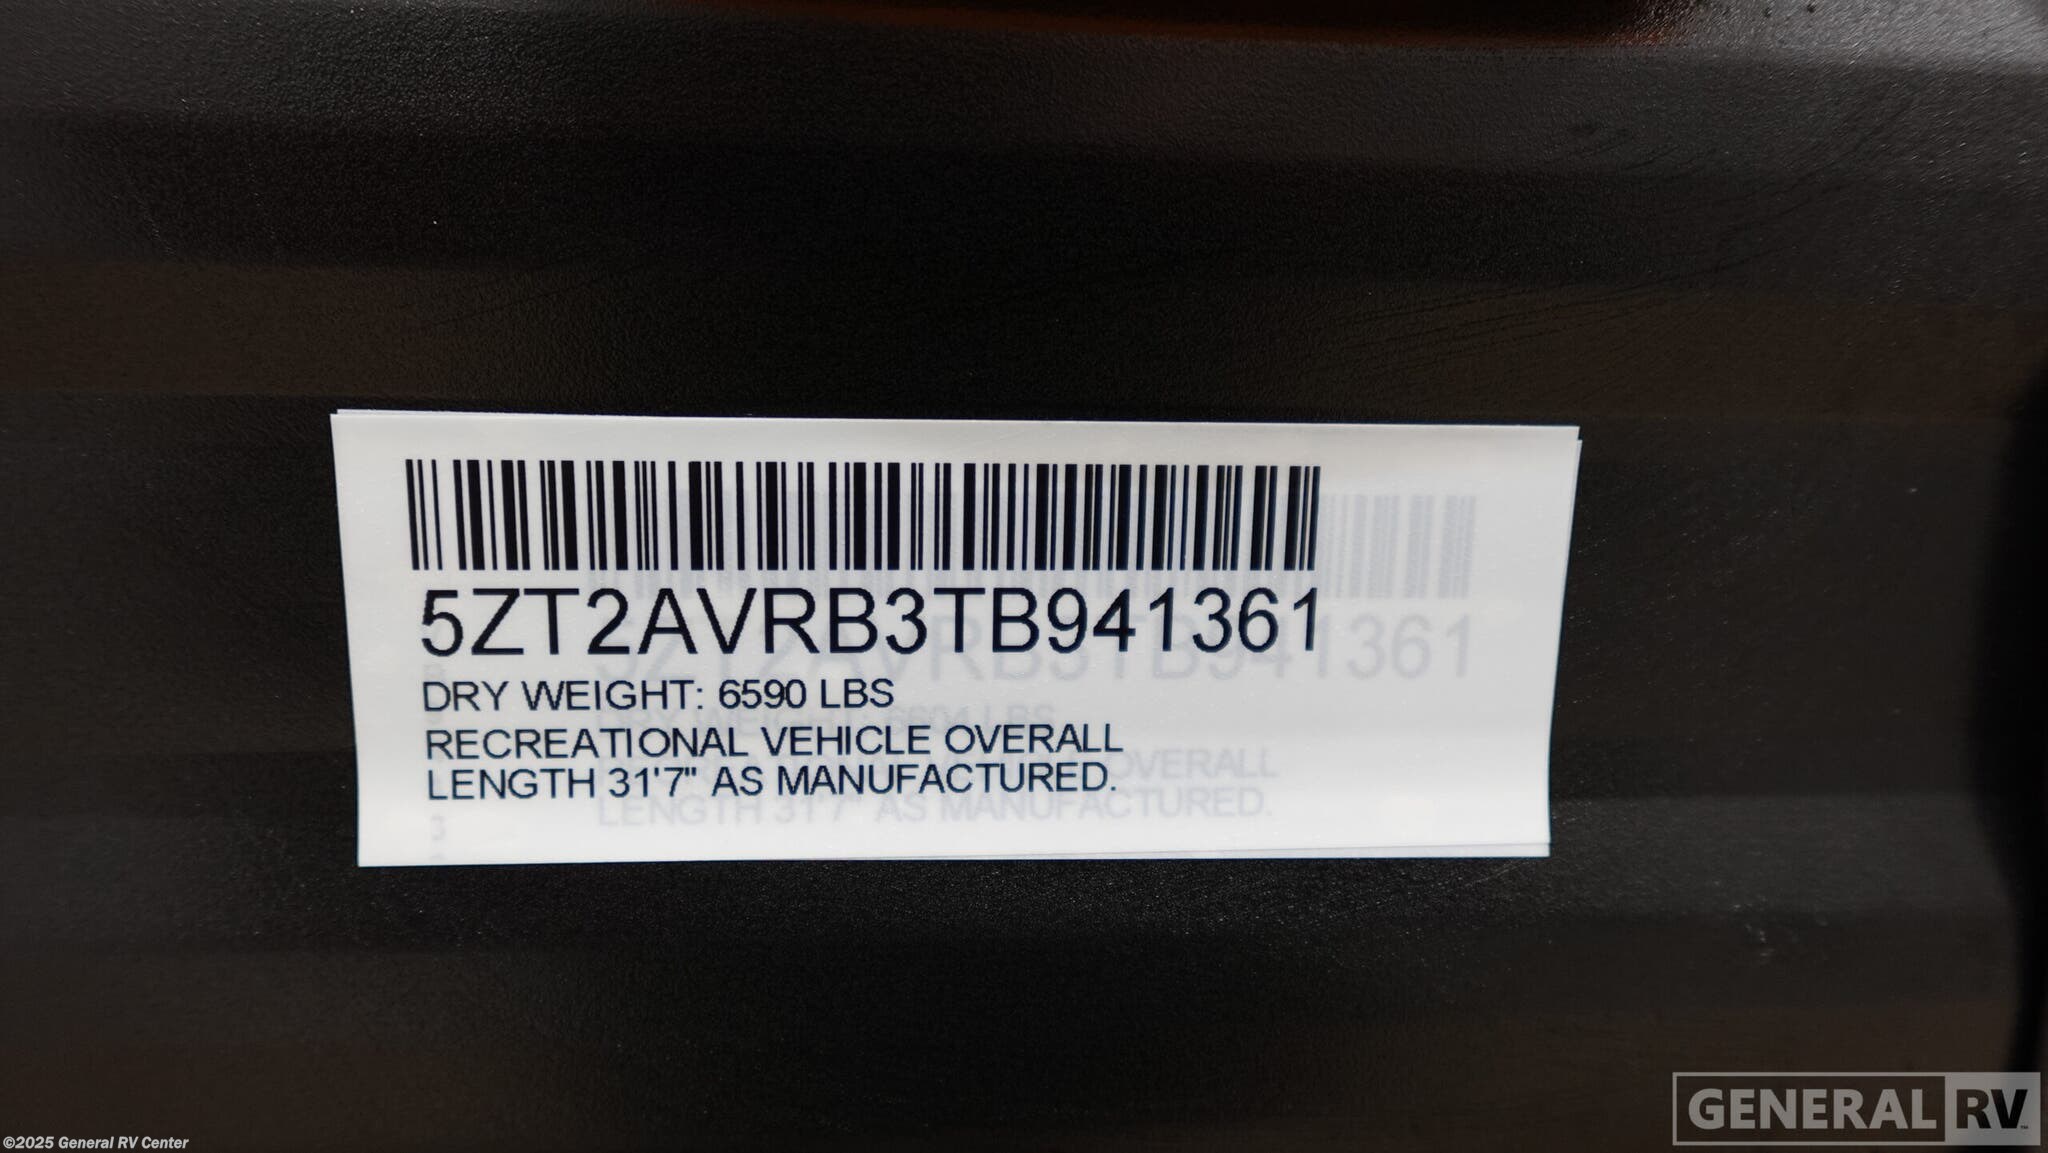 5ZT2AVRB3TB941361
DRY WEIGHT: 6590 LBS
RECREATIONAL VEHICLE OVERALL
LENGTH 31'7" AS MANUFACTURED.
©2025 General RV Center
GENERAL RV